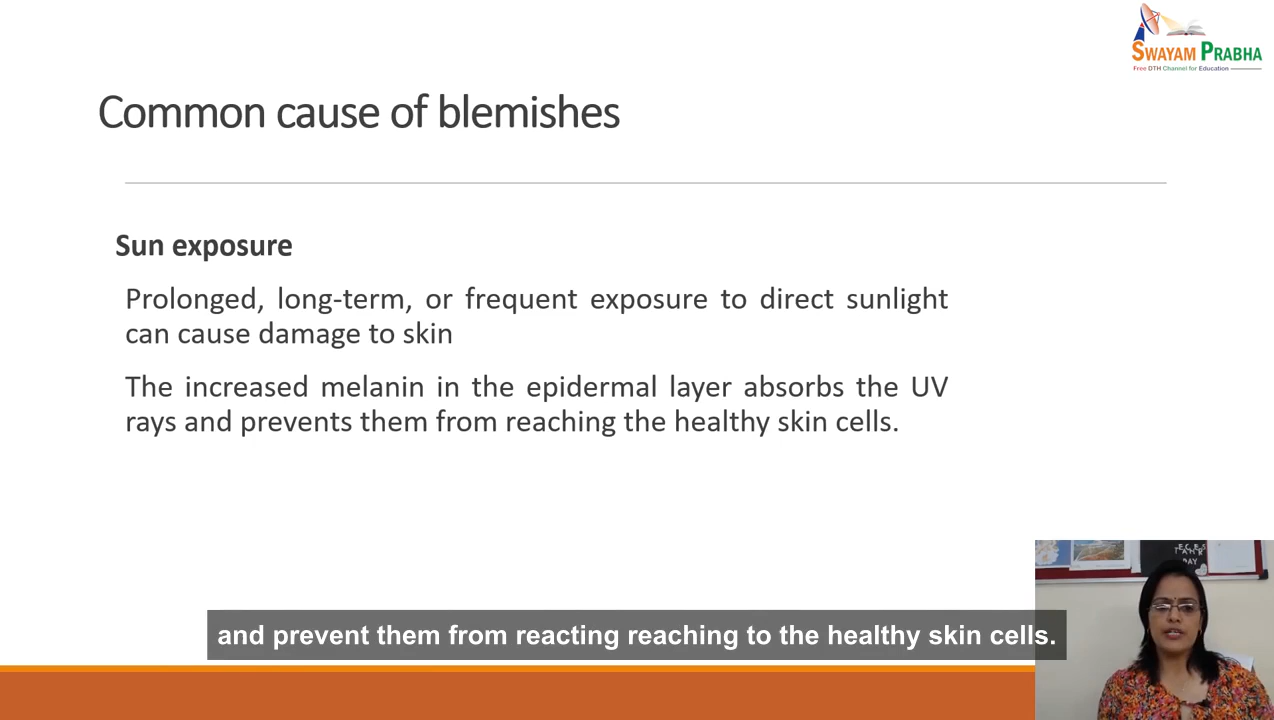 SWAYAM PRABHA
Free DTH Channel for Education
Common cause of blemishes
Sun exposure
Prolonged, long-term, or frequent exposure to direct sunlight
can cause damage to skin
The increased melanin in the epidermal layer absorbs the UV
rays and prevents them from reaching the healthy skin cells.
DAY
and prevent them from reacting reaching to the healthy skin cells.